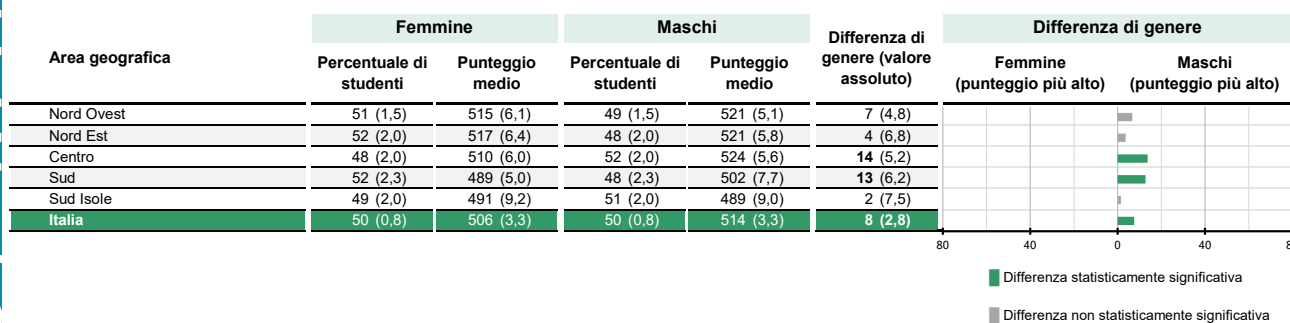 Femmine Maschi Differenza di genere (valore assoluto) Differenza di genere
Area geografica Percentuale di studenti Punteggio medio Percentuale di studenti Punteggio medio Femmine (punteggio più alto) Maschi (punteggio più alto)
Nord Ovest 51 (1,5) 515 (6,1) 49 (1,5) 521 (5,1) 7 (4,8)
Nord Est 52 (2,0) 517 (6,4) 48 (2,0) 521 (5,8) 4 (6,8)
Centro 48 (2,0) 510 (6,0) 52 (2,0) 524 (5,6) 14 (5,2)
Sud 52 (2,3) 489 (5,0) 48 (2,3) 502 (7,7) 13 (6,2)
Sud Isole 49 (2,0) 491 (9,2) 51 (2,0) 489 (9,0) 2 (7,5)
Italia 50 (0,8) 506 (3,3) 50 (0,8) 514 (3,3) 8 (2,8)
80 40 0 40
Differenza statisticamente significativa
Differenza non statisticamente significativa